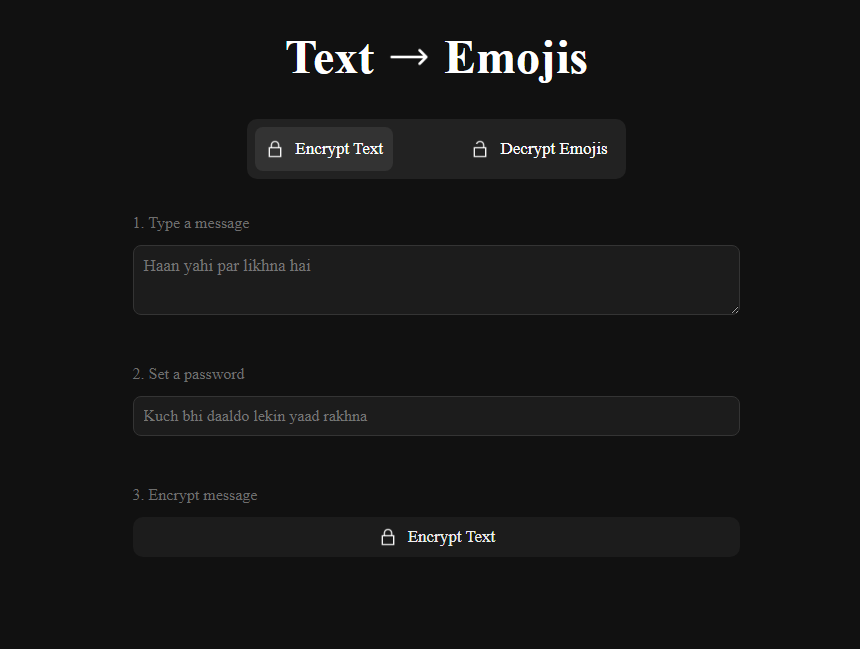 Text → Emojis
Encrypt Text
Decrypt Emojis
1. Type a message
Haan yahi par likhna hai
2. Set a password
Kuch bhi daaldo lekin yaad rakhna
3. Encrypt message
Encrypt Text